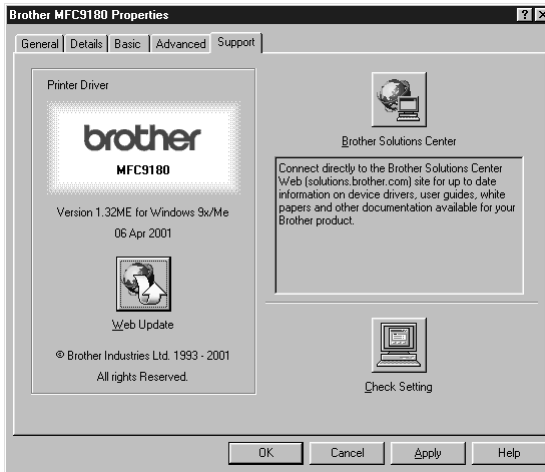 Brother MFC9180 Properties
General
Details
Basic
Advanced
Support
Printer Driver
brother
MFC9180
Version 1.32ME for Windows 9x/Me
06 Apr 2001
Web Update
© Brother Industries Ltd. 1993 - 2001
All rights Reserved.
Brother Solutions Center
Connect directly to the Brother Solutions Center
Web (solutions.brother.com) site for up to date
information on device drivers, user guides, white
papers and other documentation available for your
Brother product.
Check Setting
OK
Cancel
Apply
Help